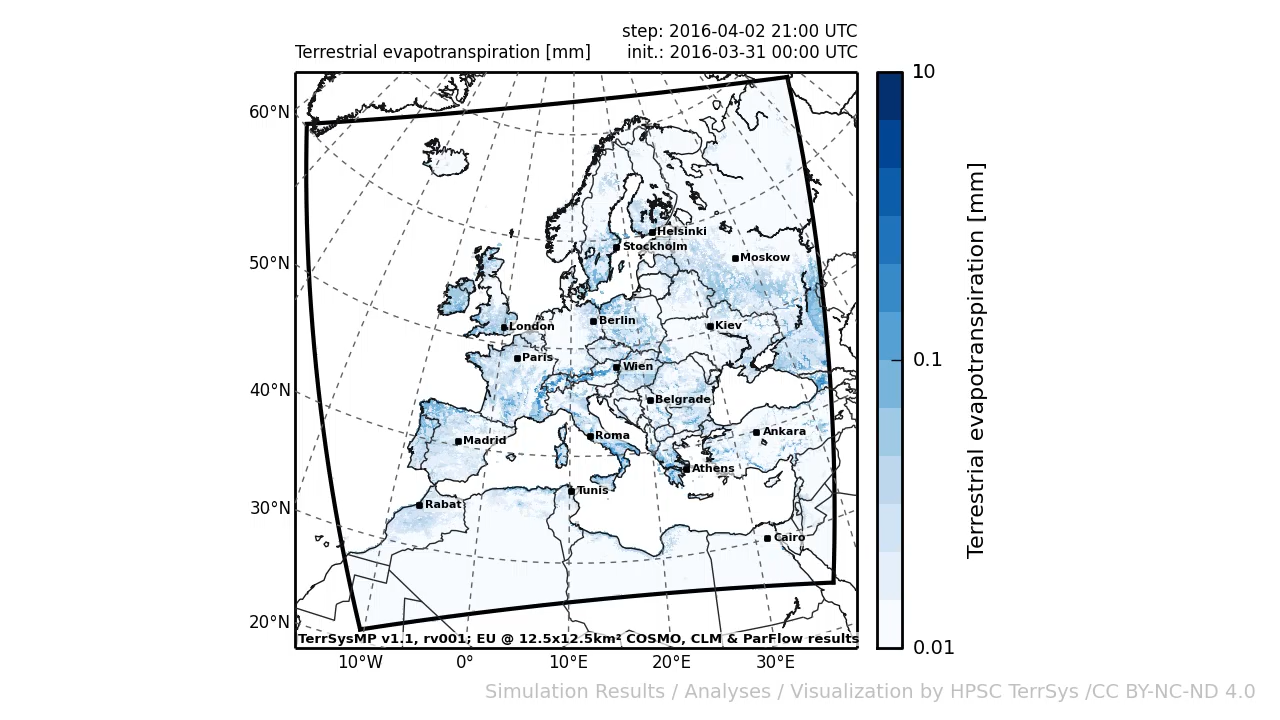 step: 2016-04-02 21:00 UTC
Terrestrial evapotranspiration [mm] init.: 2016-03-31 00:00 UTC
10
60°N
Helsinki
Stockholm
Moskow
50°N
Berlin
Kiev
London
Paris
0.1
Wien
40°N
Belgrade
Ankara
Roma
Madrid
Athens
Tunis
30°N
Rabat
Cairo
20°N
TerrSysMP v1.1, rv001; EU @ 12.5x12.5km² COSMO, CLM & ParFlow results
0.01
10°W 0° 10°E 20°E 30°E
Terrestrial evapotranspiration [mm]
Simulation Results / Analyses / Visualization by HPSC TerrSys /CC BY-NC-ND 4.0